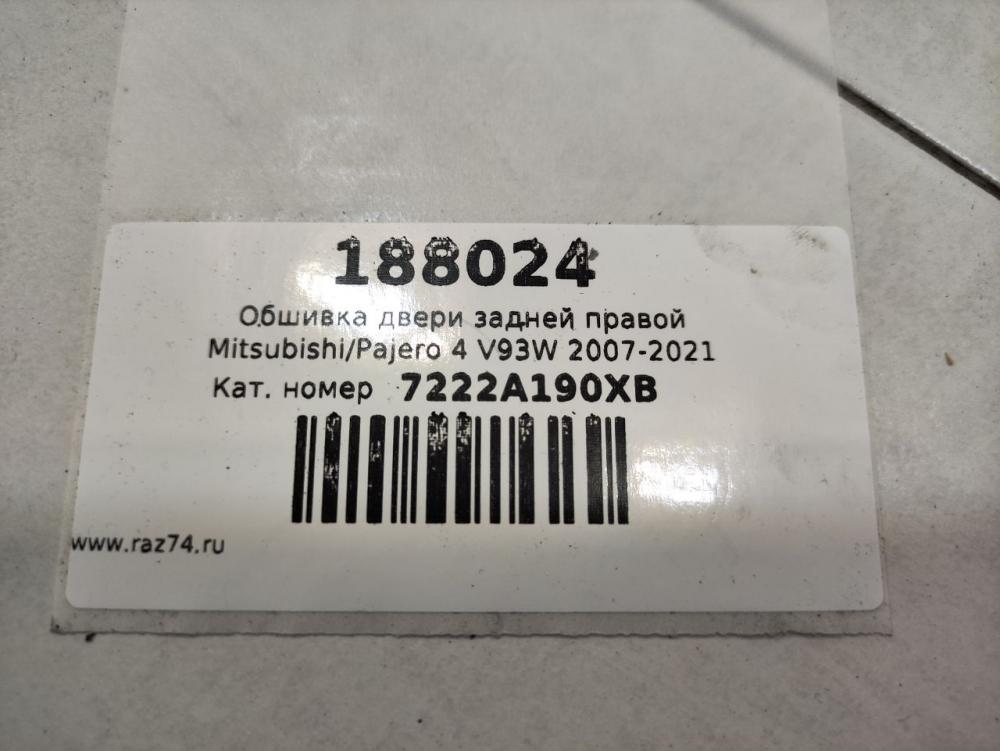 188024
Обшивка двери задней правой
Mitsubishi/Pajero 4 V93W 2007-2021
Кат. номер 7222A190XB
www.raz74.ru